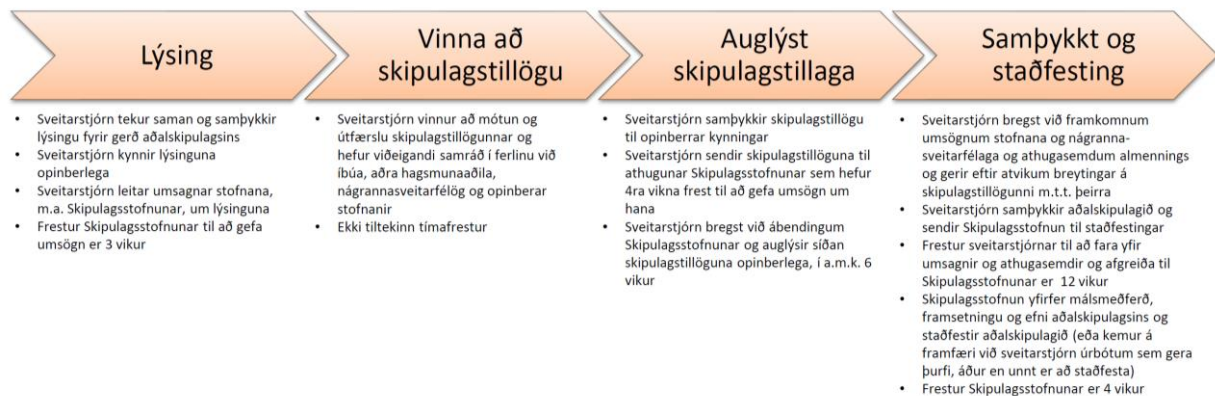 Lýsing
• Sveitarstjórn tekur saman og samþykkir
lýsingu fyrir gerð aðalskipulagsins
• Sveitarstjórn kynnir lýsinguna
opinberlega
• Sveitarstjórn leitar umsagnar stofnana,
m.a. Skipulagsstofnunar, um lýsinguna
• Frestur Skipulagsstofnunar til að gefa
umsögn er 3 vikur
Vinna að
skipulagstillögu
• Sveitarstjórn vinnur að mótun og
útfærslu skipulagstillögunnar og
hefur viðeigandi samráð í ferlinu við
íbúa, aðra hagsmunaaðila,
nágrannasveitarfélög og opinberar
stofnanir
• Ekki tiltekinn tímafrestur
Auglýst
skipulagstillaga
• Sveitarstjórn samþykkir skipulagstillögu
til opinberrar kynningar
• Sveitarstjórn sendir skipulagstillöguna til
athugunar Skipulagsstofnunar sem hefur
4ra vikna frest til að gefa umsögn um
hana
• Sveitarstjórn bregst við ábendingum
Skipulagsstofnunar og auglýsir síðan
skipulagstillöguna opinberlega, í a.m.k. 6
vikur
Samþykkt og
staðfesting
• Sveitarstjórn bregst við framkomnum
umsögnum stofnana og nágranna-
sveitarfélaga og athugasemdum almennings
og gerir eftir atvikum breytingar á
skipulagstillögunni m.t.t. þeirra
• Sveitarstjórn samþykkir aðalskipulagið og
sendir Skipulagsstofnun til staðfestingar
• Frestur sveitarstjórnar til að fara yfir
umsagnir og athugasemdir og afgreiða til
Skipulagsstofnunar er 12 vikur
• Skipulagsstofnun yfirfer málsmeðferð,
framsetningu og efni aðalskipulagsins og
staðfestir aðalskipulagið (eða kemur á
framfæri við sveitarstjórn úrbótum sem gera
þurfi, áður en unnt er að staðfesta)
• Frestur Skipulagsstofnunar er 4 vikur